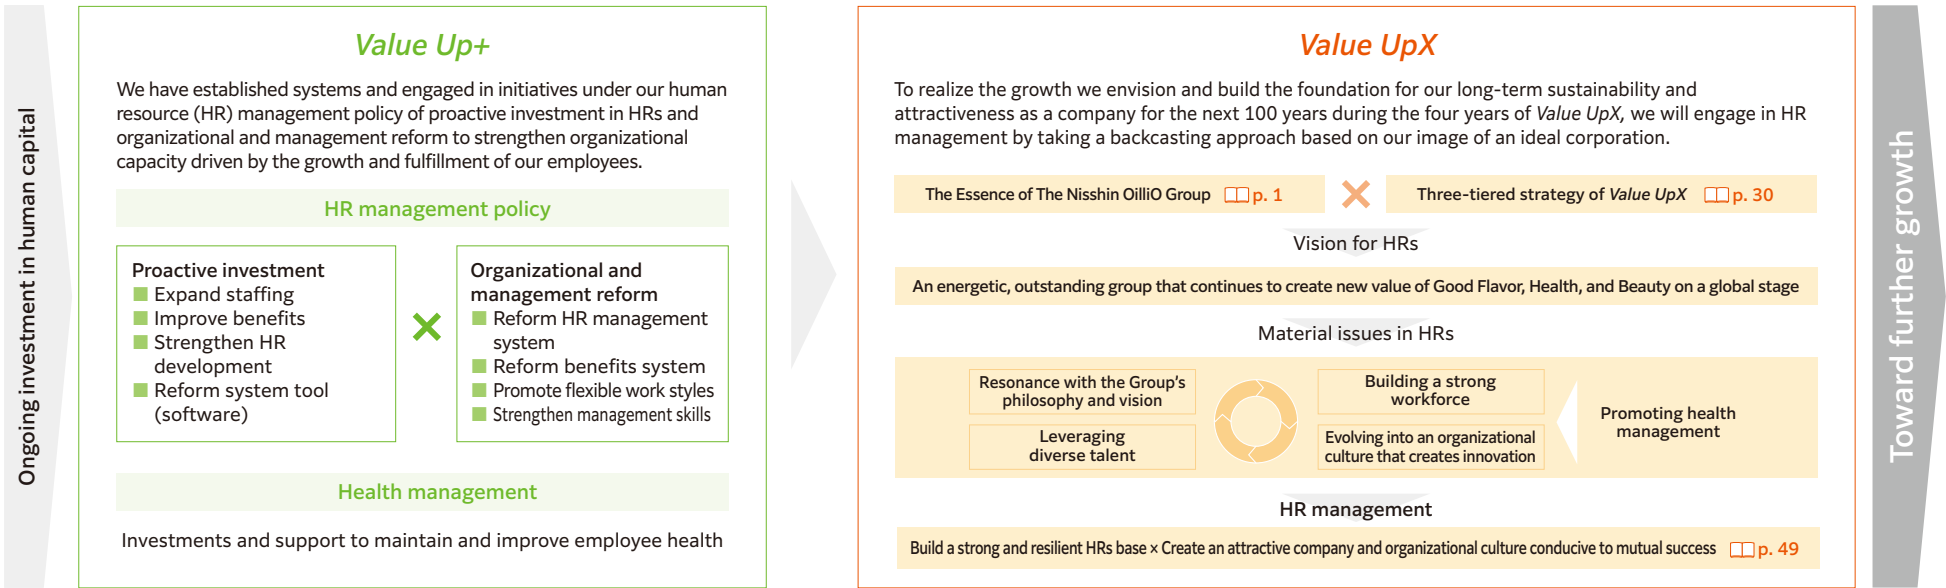 Ongoing investment in human capital
Value Up+
We have established systems and engaged in initiatives under our human
resource (HR) management policy of proactive investment in HRs and
organizational and management reform to strengthen organizational
capacity driven by the growth and fulfillment of our employees.
HR management policy
Proactive investment
Expand staffing
Improve benefits
Strengthen HR
development
Reform system tool
(software)
×
Organizational and
management reform
Reform HR management
system
Reform benefits system
Promote flexible work styles
Strengthen management skills
Health management
Investments and support to maintain and improve employee health
Value UpX
To realize the growth we envision and build the foundation for our long-term sustainability and
attractiveness as a company for the next 100 years during the four years of Value UpX, we will engage in HR
management by taking a backcasting approach based on our image of an ideal corporation.
The Essence of The Nisshin OilliO Group p. 1
×
Three-tiered strategy of Value UpX p. 30
Vision for HRs
An energetic, outstanding group that continues to create new value of Good Flavor, Health, and Beauty on a global stage
Material issues in HRs
Resonance with the Group's
philosophy and vision
Building a strong
workforce
Leveraging
diverse talent
Evolving into an organizational
culture that creates innovation
Promoting health
management
HR management
Build a strong and resilient HRs base × Create an attractive company and organizational culture conducive to mutual success p. 49
Toward further growth